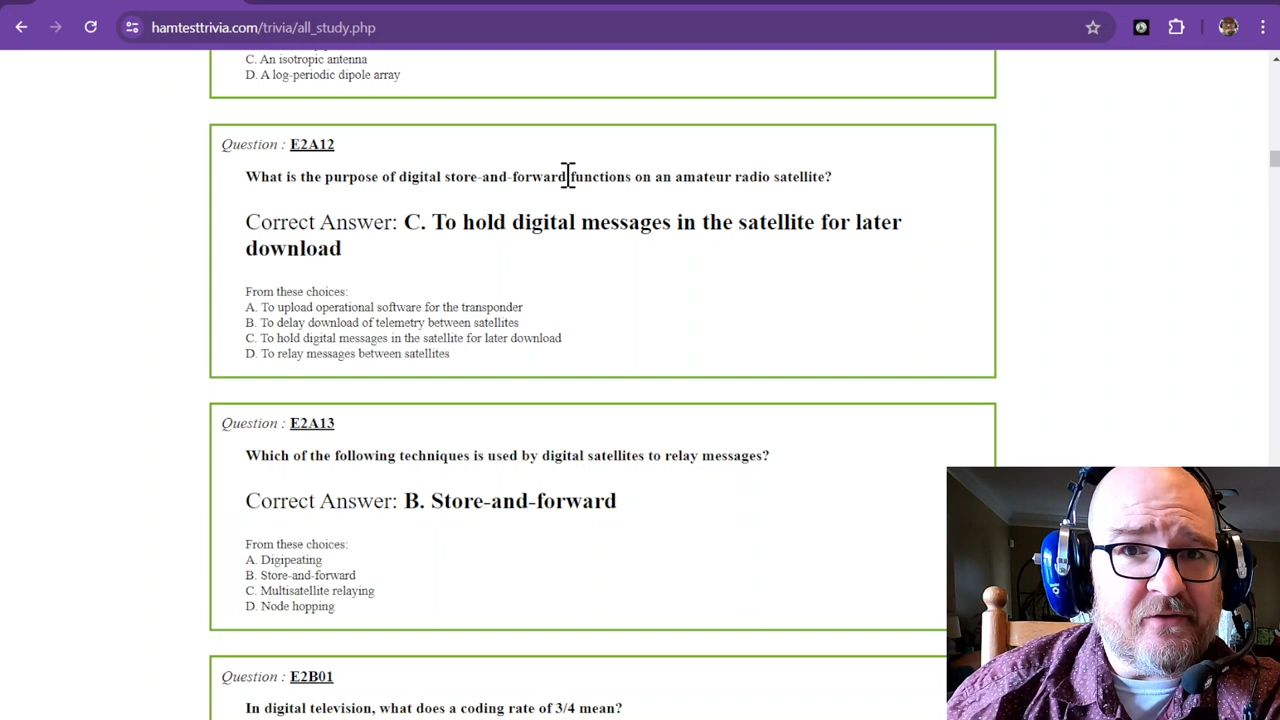 hamtesttrivia.com/trivia/all_study.php
C. An isotropic antenna
D. A log-periodic dipole array
Question : E2A12
What is the purpose of digital store-and-forward functions on an amateur radio satellite?
Correct Answer: C. To hold digital messages in the satellite for later
download
From these choices:
A. To upload operational software for the transponder
B. To delay download of telemetry between satellites
C. To hold digital messages in the satellite for later download
D. To relay messages between satellites
Question : E2A13
Which of the following techniques is used by digital satellites to relay messages?
Correct Answer: B. Store-and-forward
From these choices:
A. Digipeating
B. Store-and-forward
C. Multisatellite relaying
D. Node hopping
Question : E2B01
In digital television, what does a coding rate of 3/4 mean?